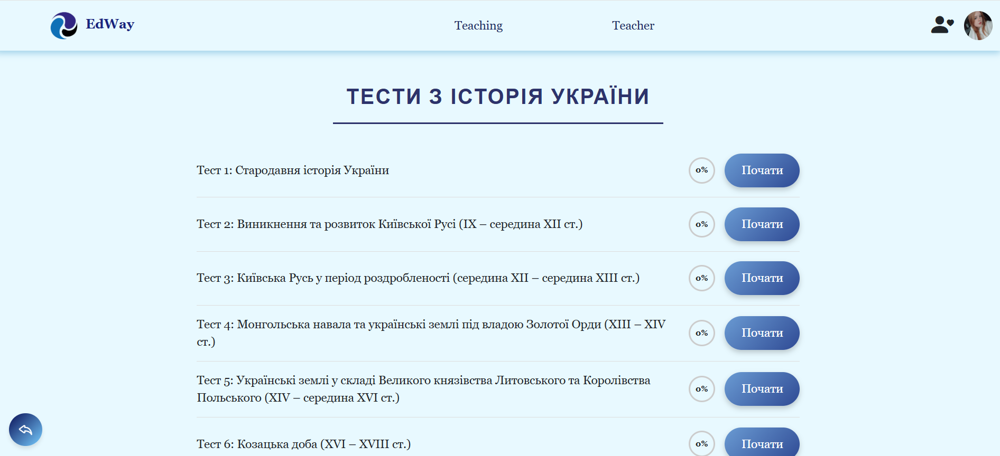 EdWay
Teaching
Teacher
ТЕСТИ З ІСТОРІЯ УКРАЇНИ
Тест 1: Стародавня історія України
0%
Почати
Тест 2: Виникнення та розвиток Київської Русі (IX – середина XII ст.)
0%
Почати
Тест 3: Київська Русь у період роздробленості (середина XII – середина XIII ст.)
0%
Почати
Тест 4: Монгольська навала та українські землі під владою Золотої Орди (XIII – XIV
ст.)
0%
Почати
Тест 5: Українські землі у складі Великого князівства Литовського та Королівства
Польського (XIV – середина XVI ст.)
0%
Почати
Тест 6: Козацька доба (XVI – XVIII ст.)
0%
Почати